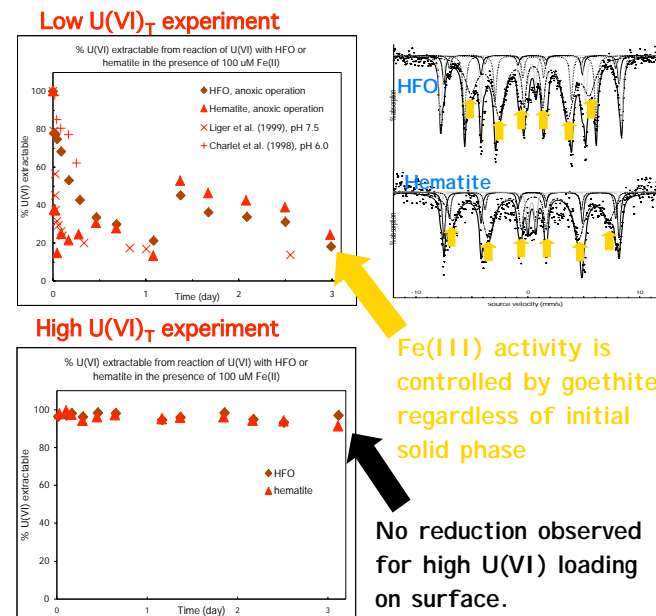 Low U(VI)T experiment
% U(VI) extractable from reaction of U(VI) with HFO or
hematite in the presence of 100 uM Fe(II)
% U(VI) extractable
100
80
60
40
20
0
HFO, anoxic operation
Hematite, anoxic operation
Liger et al. (1999), pH 7.5
Charlet et al. (1998), pH 6.0
0
1
2
3
Time (day)
HFO
% absorption
Hematite
% absorption
-10
0
10
source velocity (mm/s)
Fe(III) activity is
controlled by goethite
regardless of initial
solid phase
High U(VI)T experiment
% U(VI) extractable from reaction of U(VI) with HFO or
hematite in the presence of 100 uM Fe(II)
% U(VI) extractable
100
80
60
40
20
0
HFO
hematite
0
1
2
3
Time (day)
No reduction observed
for high U(VI) loading
on surface.